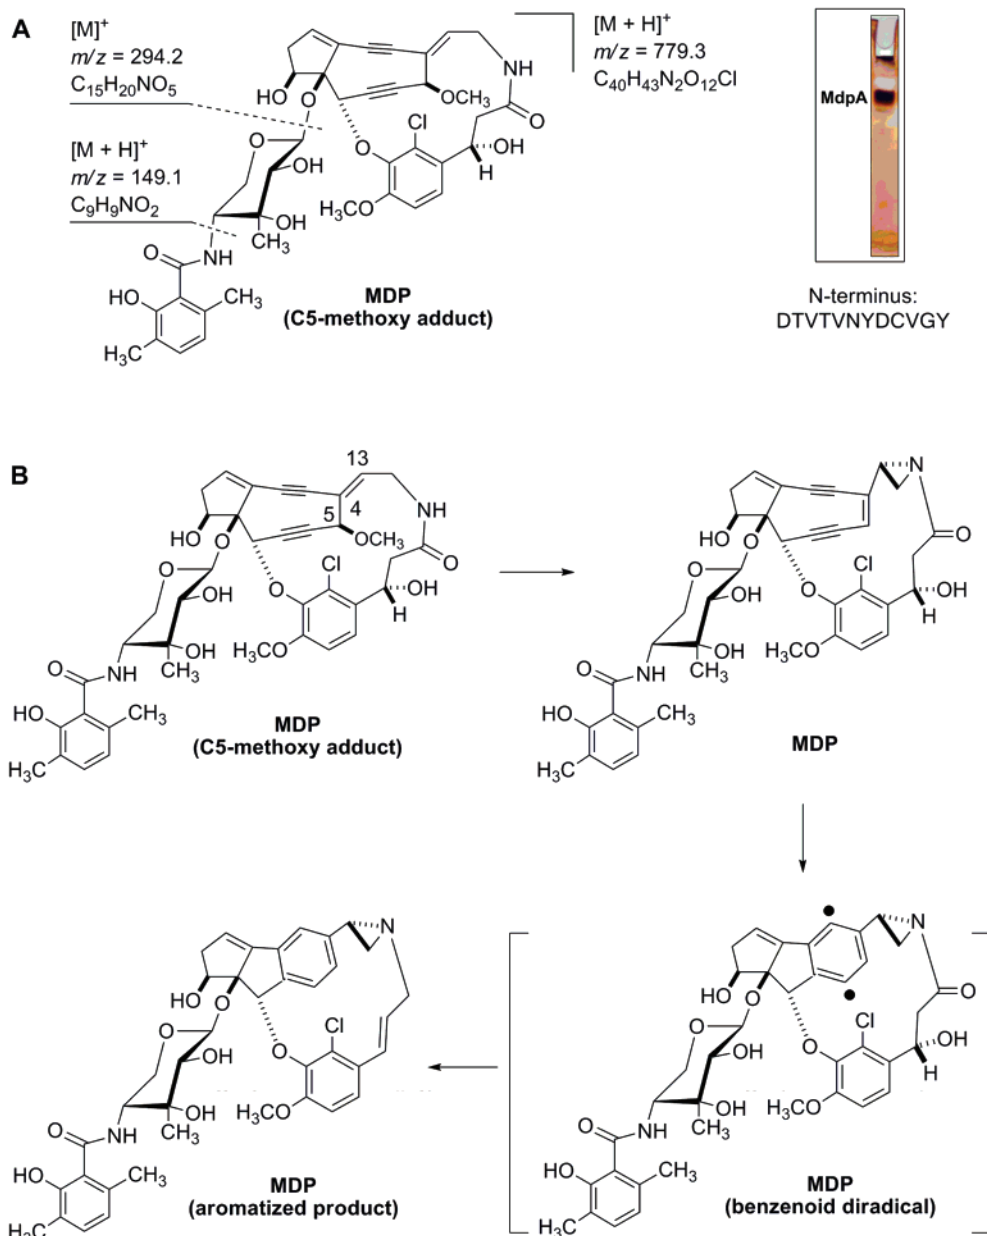 A
[M]+
m/z = 294.2
C15H20NO5
[M + H]+
m/z = 149.1
C9H9NO2
[M + H]+
m/z = 779.3
C40H43N2O12Cl
HO
O
OCH3
NH
O
Cl
O
OH
H
H3CO
O
OH
OH
CH3
O
NH
HO
CH3
H3C
MDP
(C5-methoxy adduct)
MdpA
N-terminus:
DTVTVNYDCVGY
B
13
4
5
NH
HO
O
OCH3
O
Cl
O
OH
H
H3CO
O
OH
OH
CH3
O
NH
HO
CH3
H3C
MDP
(C5-methoxy adduct)
N
HO
O
O
Cl
O
OH
H
H3CO
O
OH
OH
CH3
O
NH
HO
CH3
H3C
MDP
N
HO
O
Cl
O
H3CO
O
OH
OH
CH3
O
NH
HO
CH3
H3C
MDP
(aromatized product)
N
HO
O
O
Cl
O
OH
H
H3CO
O
OH
OH
CH3
O
NH
HO
CH3
H3C
MDP
(benzenoid diradical)